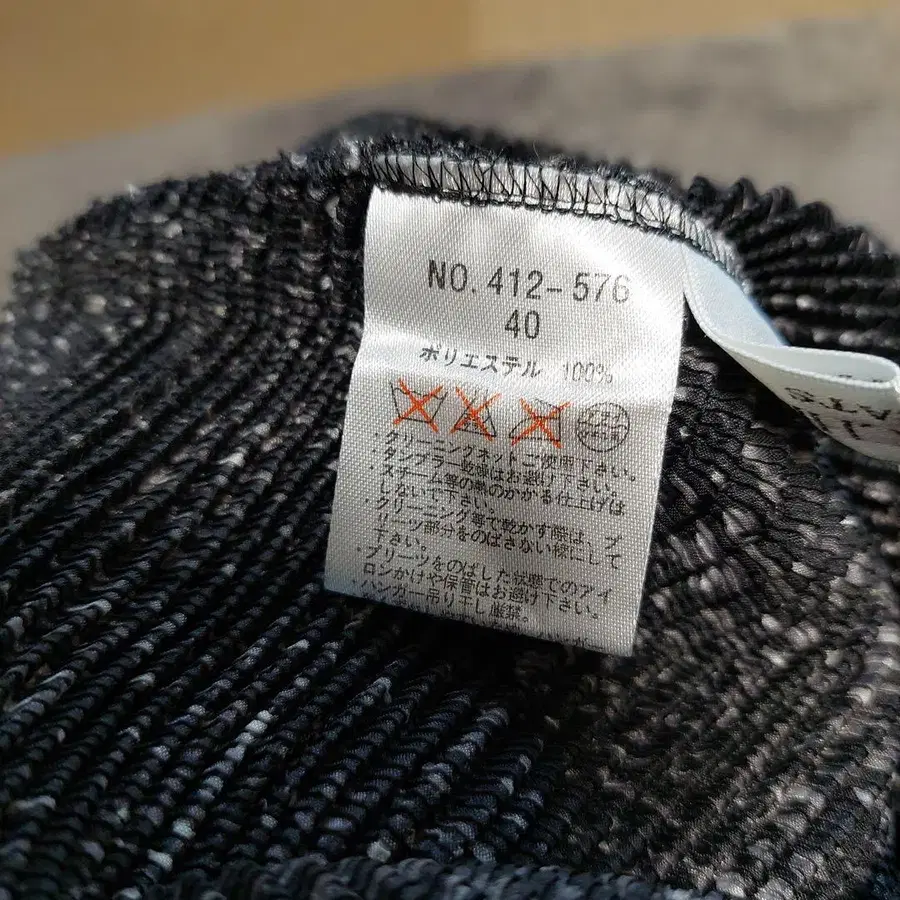 NO. 412-576
40
ポリエステル 100%
・クリーニングネットご使用下さい。
・タンブラー乾燥はお避け下さい。
・スチーム等の熱のかかる仕上げは
しないで下さい。
・クリーニング等で乾かす際は、プ
リーツ部分をのばさない様にして
下さい。
・プリーツをのばした状態でのアイ
ロンかけや保管はお避け下さい。
・ハンガー吊り干し厳禁。